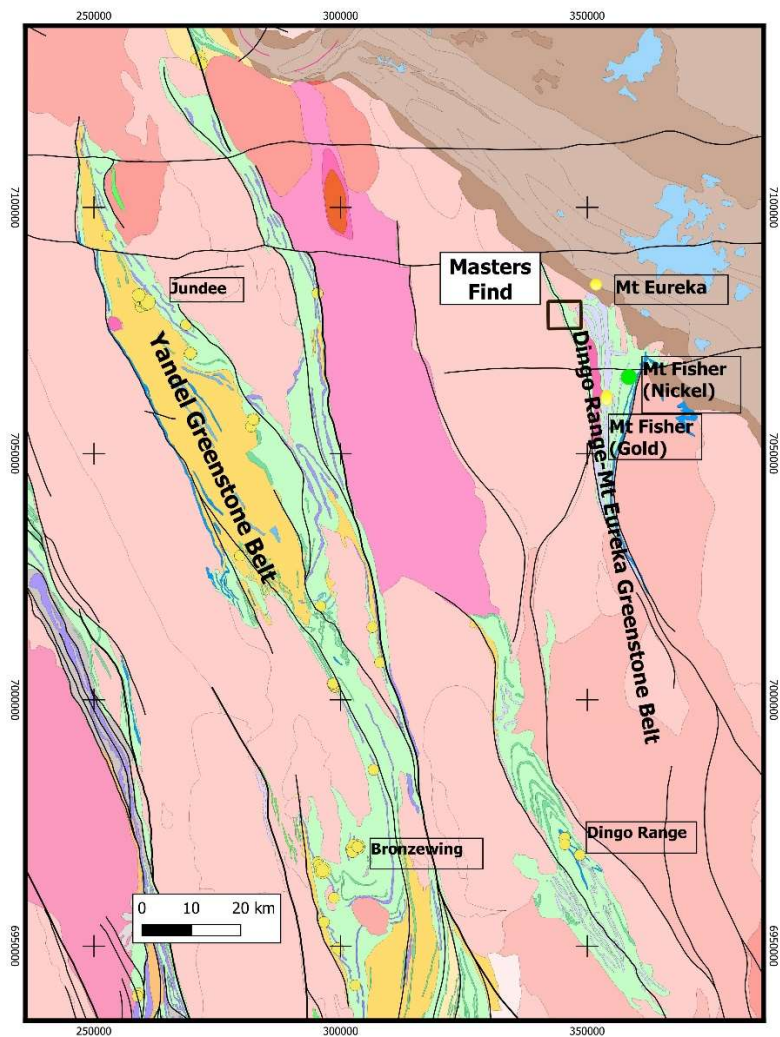 250000
300000
350000
7100000
7100000
Masters
Find
Mt Eureka
Jundee
Mt Fisher
(Nickel)
Mt Fisher
(Gold)
Yandel Greenstone Belt
Dingo Range-Mt Eureka Greenstone Belt
7050000
7050000
7000000
7000000
Dingo Range
Bronzewing
0 10 20 km
6950000
6950000
250000
300000
350000